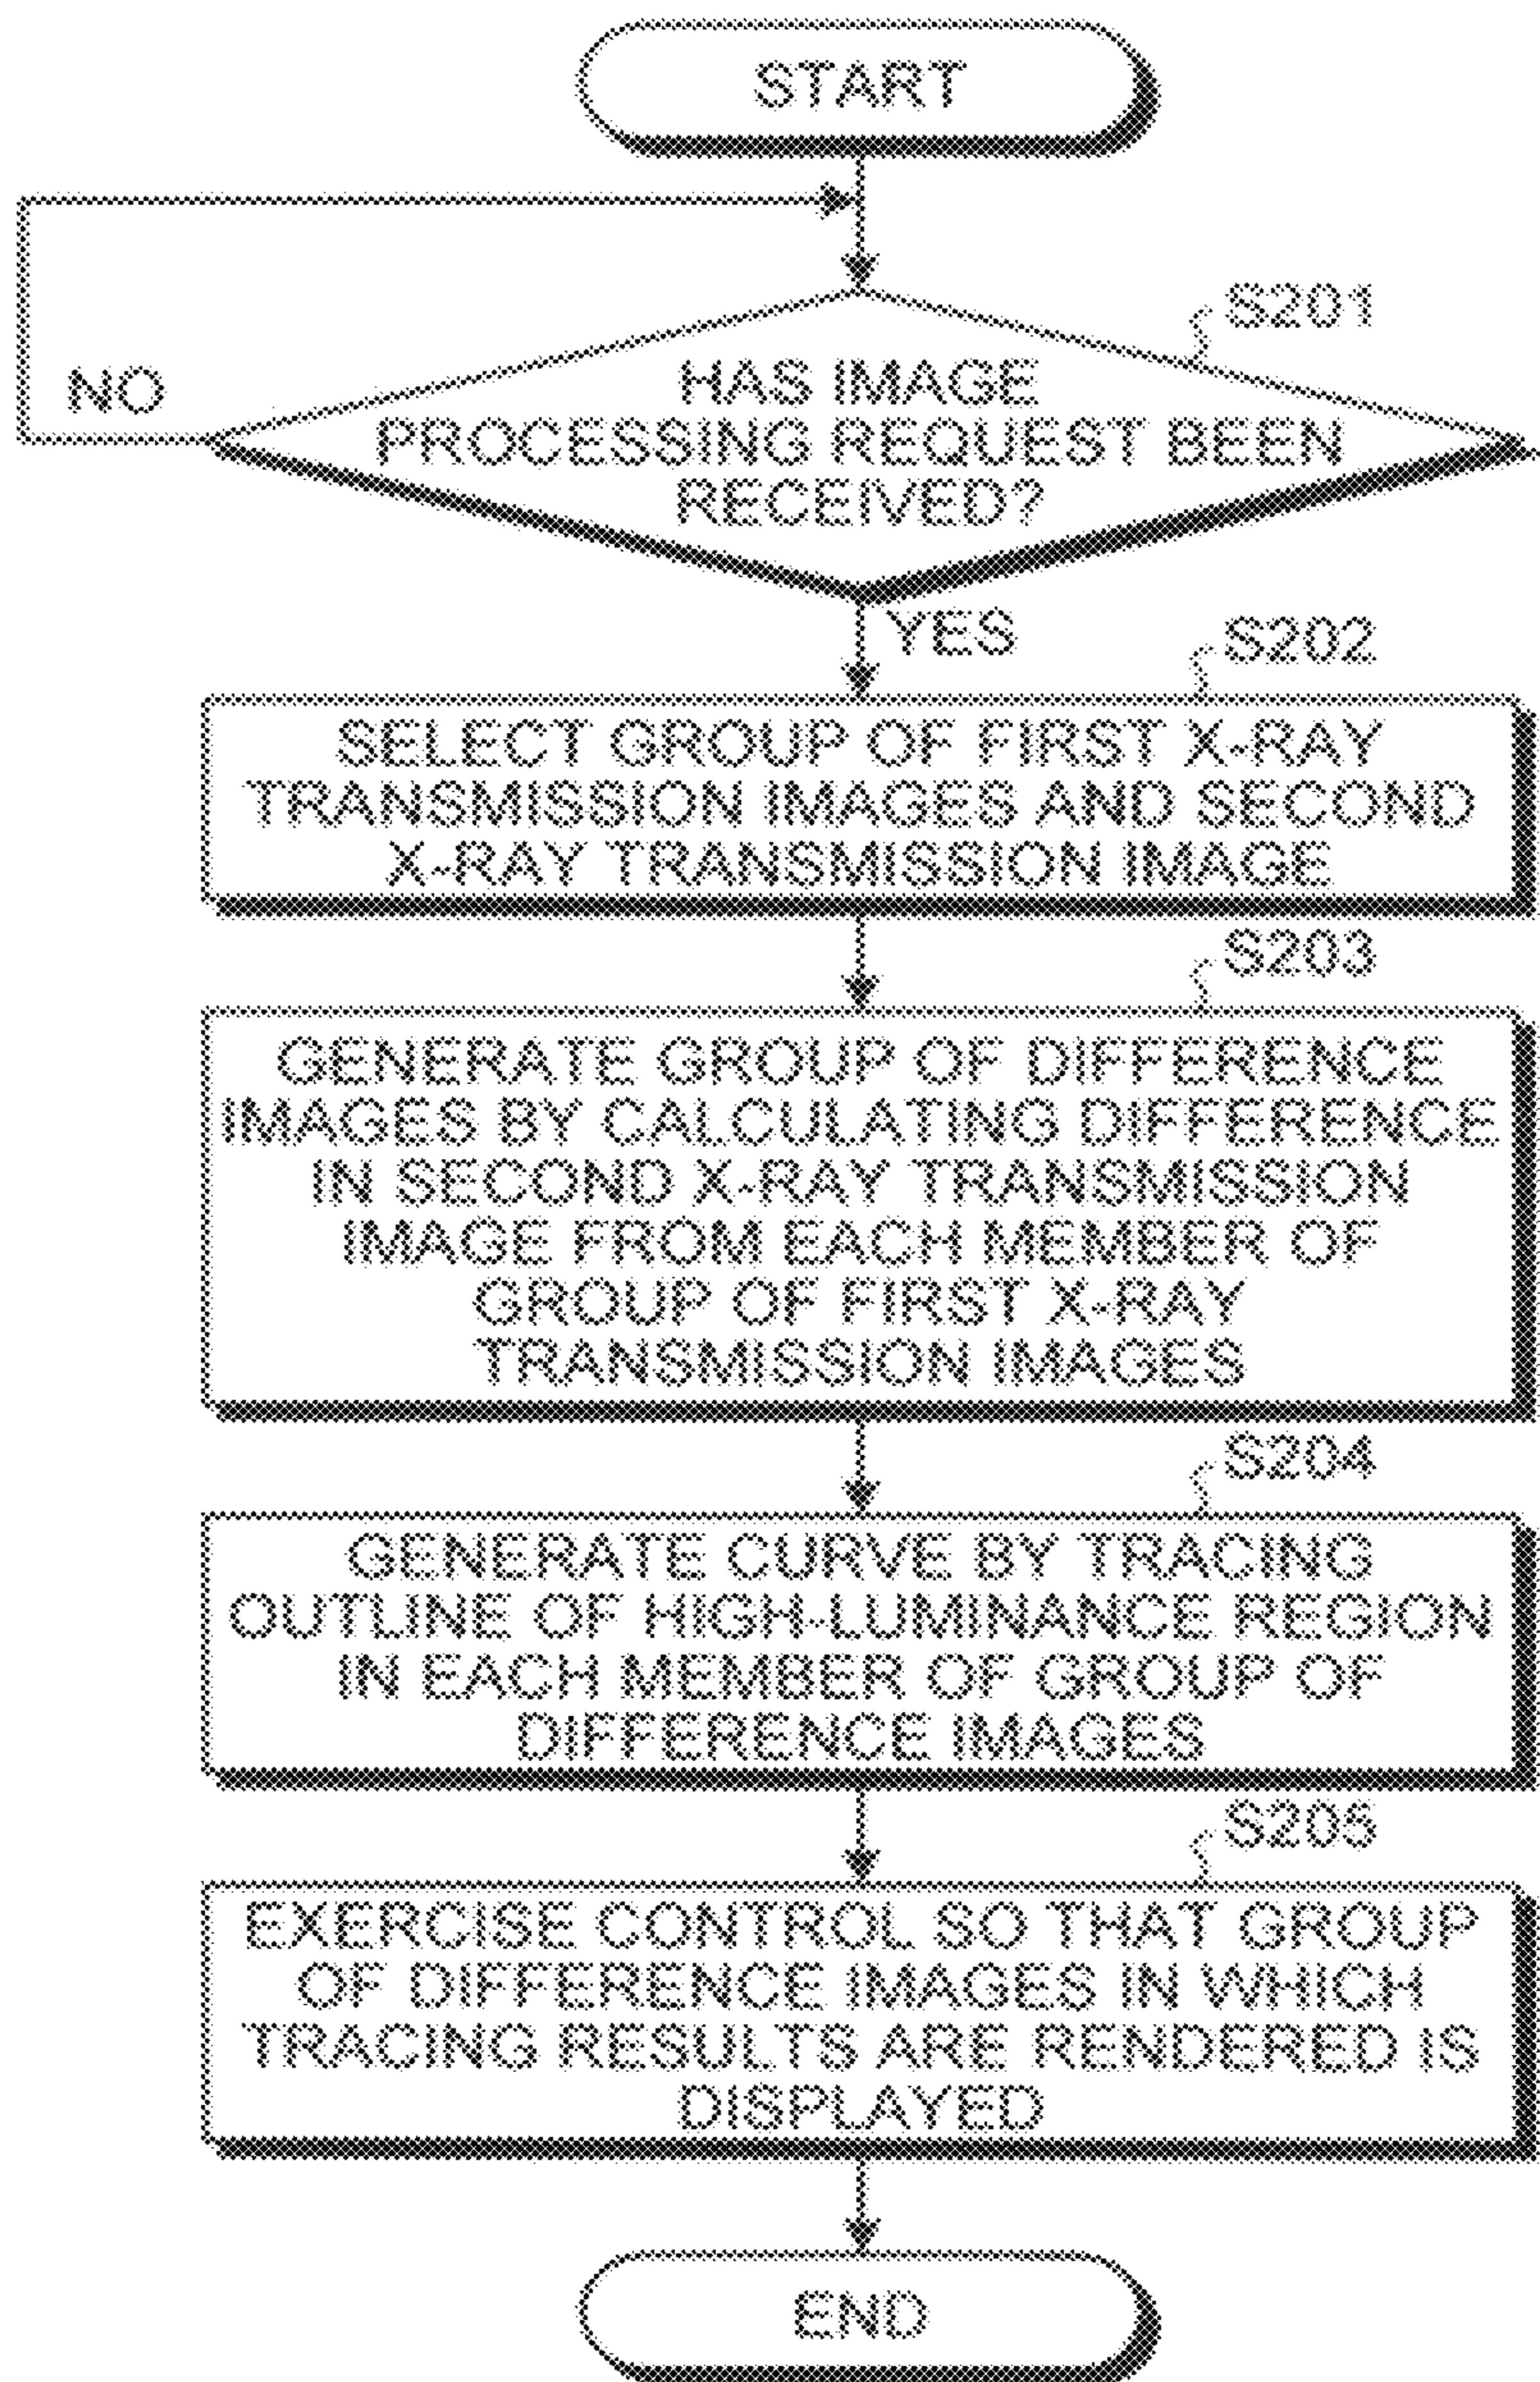 START
S201
NO
HAS IMAGE
PROCESSING REQUEST BEEN
RECEIVED?
YES
S202
SELECT GROUP OF FIRST X-RAY
TRANSMISSION IMAGES AND SECOND
X-RAY TRANSMISSION IMAGE
S203
GENERATE GROUP OF DIFFERENCE
IMAGES BY CALCULATING DIFFERENCE
IN SECOND X-RAY TRANSMISSION
IMAGE FROM EACH MEMBER OF
GROUP OF FIRST X-RAY
TRANSMISSION IMAGES
S204
GENERATE CURVE BY TRACING
OUTLINE OF HIGH-LUMINANCE REGION
IN EACH MEMBER OF GROUP OF
DIFFERENCE IMAGES
S205
EXERCISE CONTROL SO THAT GROUP
OF DIFFERENCE IMAGES IN WHICH
TRACING RESULTS ARE RENDERED IS
DISPLAYED
END